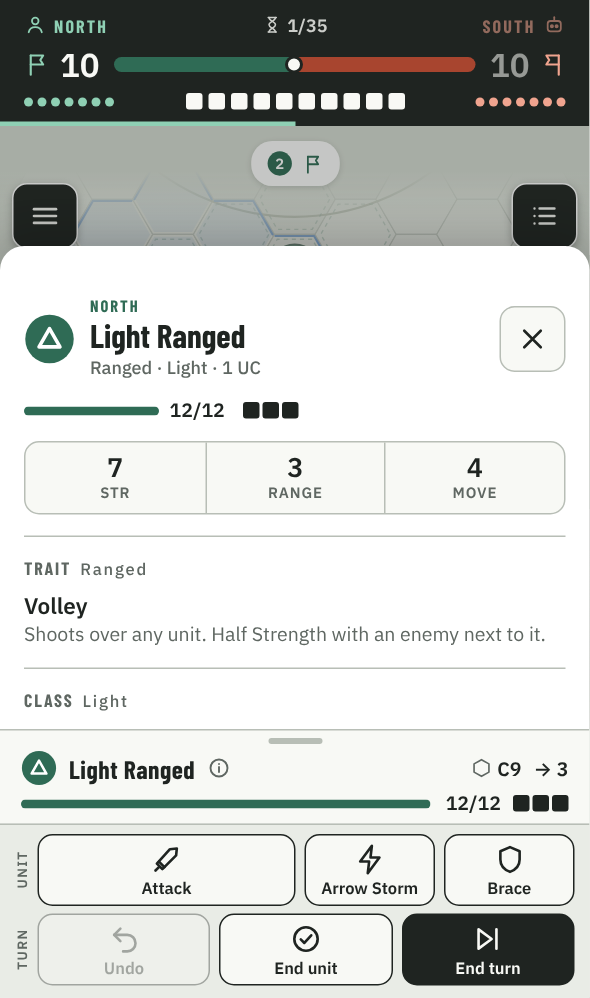 NORTH
1/35
SOUTH
10
10
2
NORTH
Light Ranged
Ranged · Light · 1 UC
12/12
7
STR
3
RANGE
4
MOVE
TRAIT Ranged
Volley
Shoots over any unit. Half Strength with an enemy next to it.
CLASS Light
Light Ranged
C9 → 3
12/12
UNIT
Attack
Arrow Storm
Brace
TURN
Undo
End unit
End turn